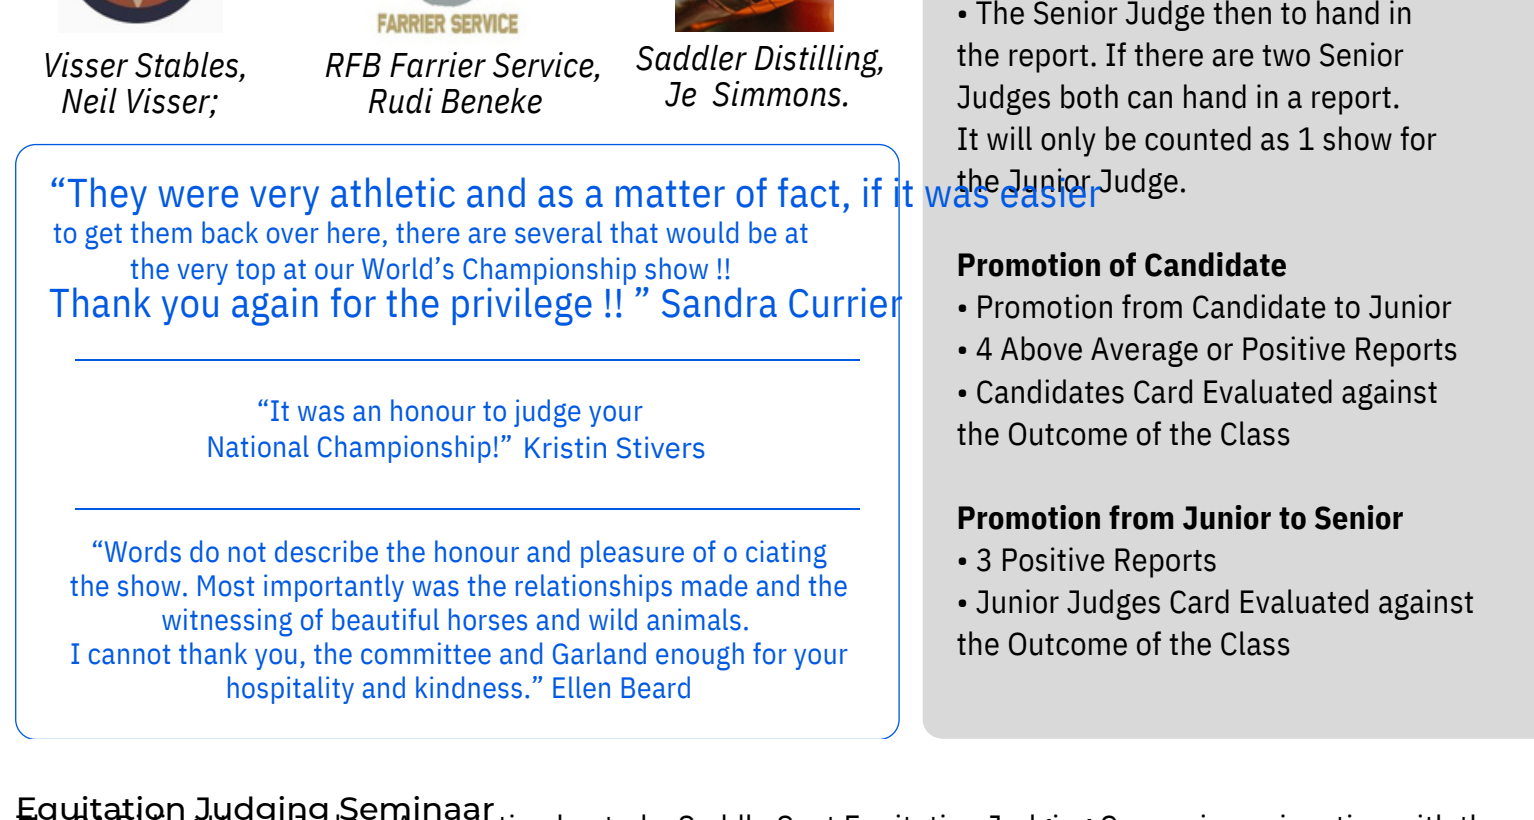 FARRIER SERVICE
Visser Stables,
Neil Visser;
RFB Farrier Service,
Rudi Beneke
Saddler Distilling,
Je Simmons.
“They were very athletic and as a matter of fact, if it was easier
to get them back over here, there are several that would be at
the very top at our World’s Championship show !!
Thank you again for the privilege !! ” Sandra Currier
“It was an honour to judge your
National Championship!” Kristin Stivers
“Words do not describe the honour and pleasure of o ciating
the show. Most importantly was the relationships made and the
witnessing of beautiful horses and wild animals.
I cannot thank you, the committee and Garland enough for your
hospitality and kindness.” Ellen Beard
• The Senior Judge then to hand in
the report. If there are two Senior
Judges both can hand in a report.
It will only be counted as 1 show for
the Junior Judge.
Promotion of Candidate
• Promotion from Candidate to Junior
• 4 Above Average or Positive Reports
• Candidates Card Evaluated against
the Outcome of the Class
Promotion from Junior to Senior
• 3 Positive Reports
• Junior Judges Card Evaluated against
the Outcome of the Class
Equitation Judging Seminaar